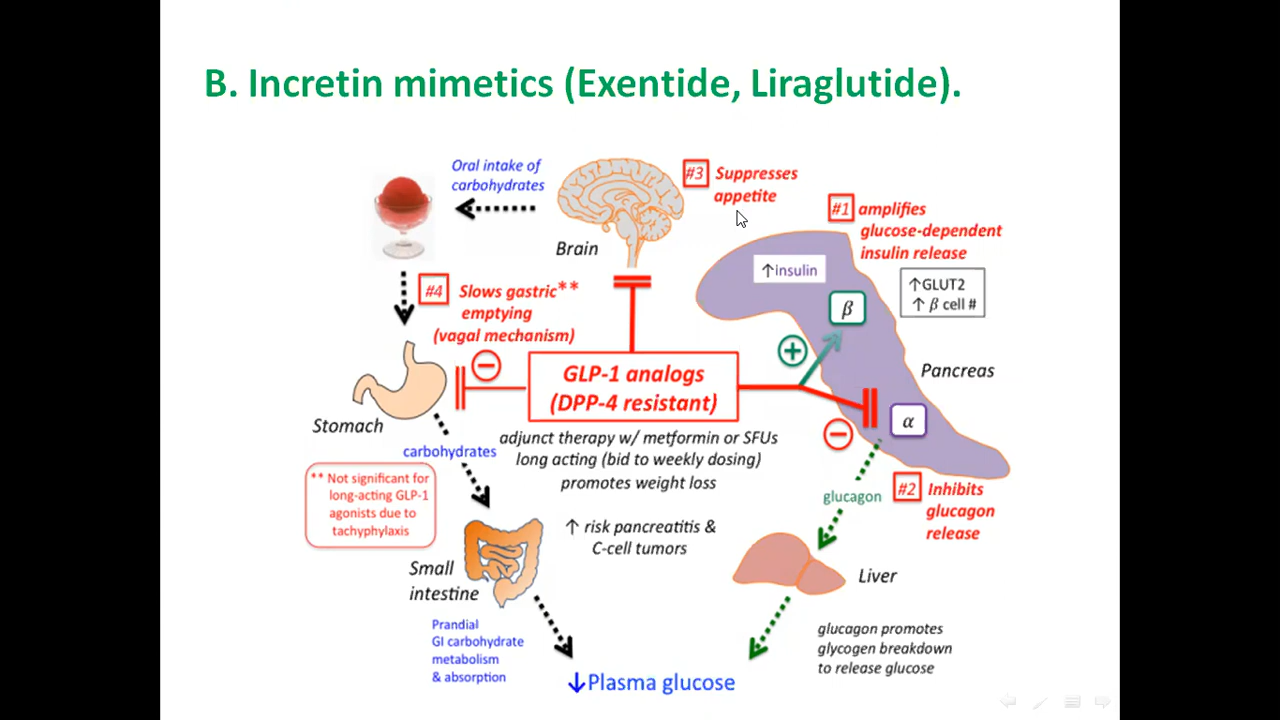 B. Incretin mimetics (Exentide, Liraglutide).
Oral intake of
carbohydrates
Brain
#3 Suppresses
appetite
#1 amplifies
glucose-dependent
insulin release
↑insulin
↑GLUT2
↑ β cell #
β
#4 Slows gastric**
emptying
(vagal mechanism)
GLP-1 analogs
(DPP-4 resistant)
Pancreas
α
Stomach
carbohydrates
adjunct therapy w/ metformin or SFUs
long acting (bid to weekly dosing)
promotes weight loss
** Not significant for
long-acting GLP-1
agonists due to
tachyphylaxis
glucagon
#2 Inhibits
glucagon
release
↑ risk pancreatitis &
C-cell tumors
Small
intestine
Liver
Prandial
GI carbohydrate
metabolism
& absorption
glucagon promotes
glycogen breakdown
to release glucose
↓Plasma glucose